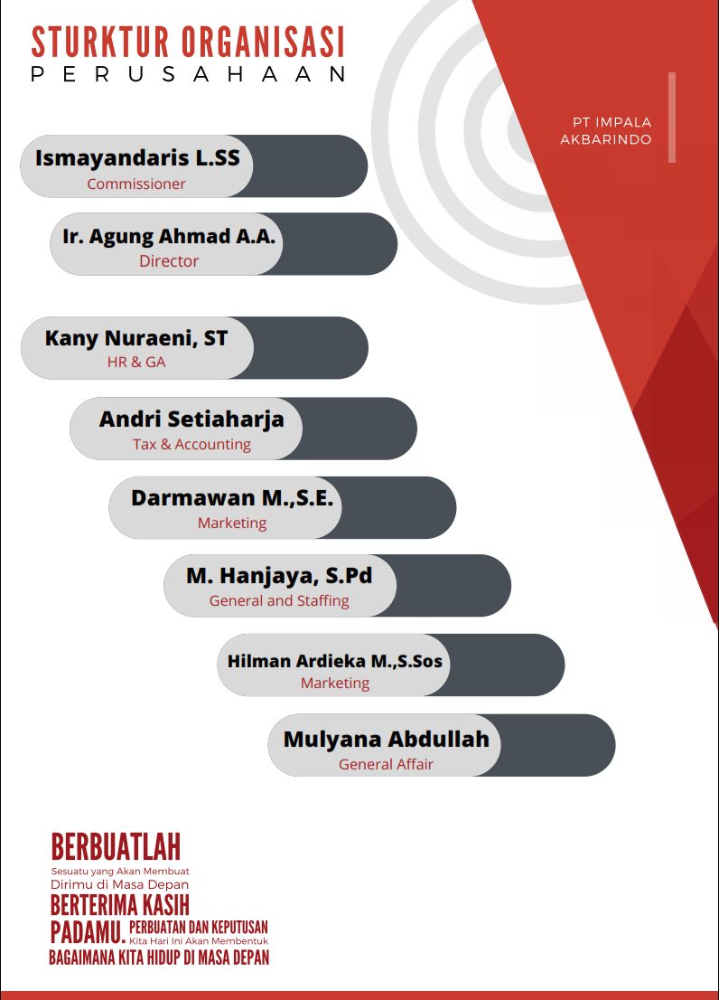 STURKTUR ORGANISASI
PERUSAHAAN
PT IMPALA
AKBARINDO
Ismayandaris L.SS
Commissioner
Ir. Agung Ahmad A.A.
Director
Kany Nuraeni, ST
HR & GA
Andri Setiaharja
Tax & Accounting
Darmawan M.,S.E.
Marketing
M. Hanjaya, S.Pd
General and Staffing
Hilman Ardieka M.,S.Sos
Marketing
Mulyana Abdullah
General Affair
BERBUATLAH
Sesuatu yang Akan Membuat
Dirimu di Masa Depan
BERTERIMA KASIH
PADAMU. PERBUATAN DAN KEPUTUSAN
Kita Hari Ini Akan Membentuk
BAGAIMANA KITA HIDUP DI MASA DEPAN